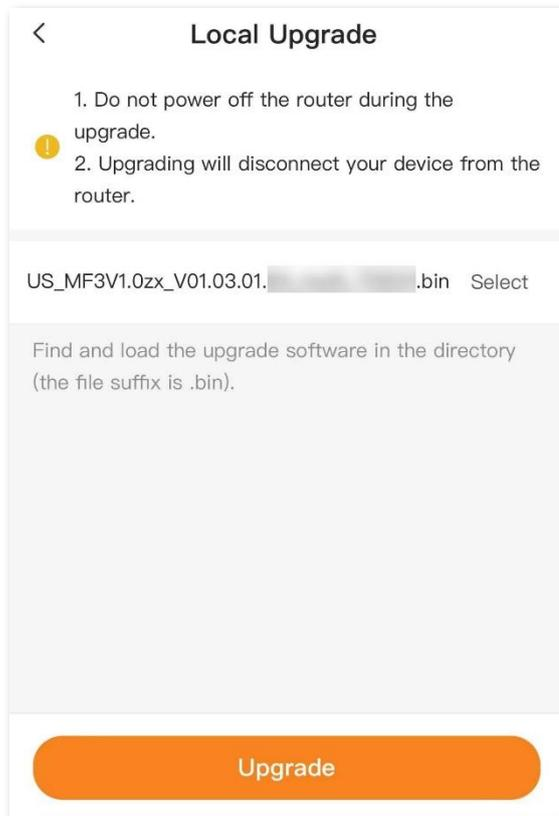 Local Upgrade
1. Do not power off the router during the
upgrade.
2. Upgrading will disconnect your device from the
router.
US_MF3V1.0zx_V01.03.01. .bin Select
Find and load the upgrade software in the directory
(the file suffix is .bin).
Upgrade